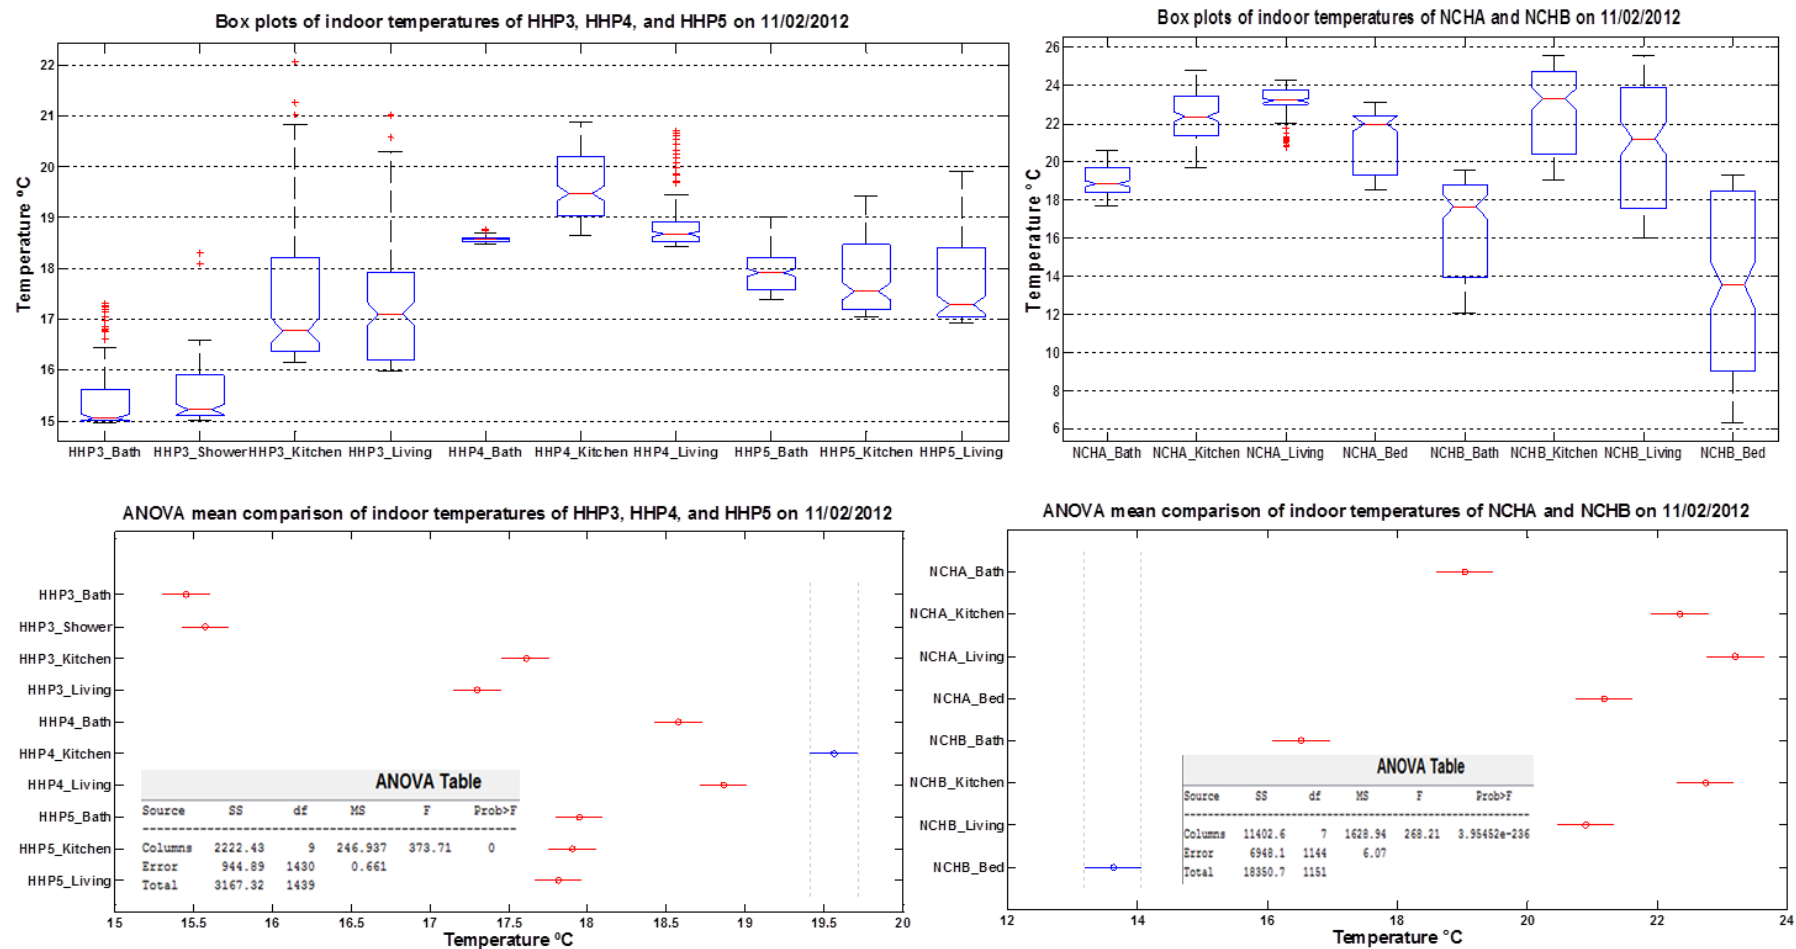 Box plots of indoor temperatures of HHP3, HHP4, and HHP5 on 11/02/2012
Temperature ºC
22
21
20
19
18
17
16
15
HHP3_Bath HHP3_Shower HHP3_Kitchen HHP3_Living HHP4_Bath HHP4_Kitchen HHP4_Living HHP5_Bath HHP5_Kitchen HHP5_Living
Box plots of indoor temperatures of NCHA and NCHB on 11/02/2012
Temperature °C
26
24
22
20
18
16
14
12
10
8
6
NCHA_Bath NCHA_Kitchen NCHA_Living NCHA_Bed NCHB_Bath NCHB_Kitchen NCHB_Living NCHB_Bed
ANOVA mean comparison of indoor temperatures of HHP3, HHP4, and HHP5 on 11/02/2012
HHP3_Bath
HHP3_Shower
HHP3_Kitchen
HHP3_Living
HHP4_Bath
HHP4_Kitchen
HHP4_Living
HHP5_Bath
HHP5_Kitchen
HHP5_Living
ANOVA Table
Source SS df MS F Prob>F
Columns 2222.43 9 246.937 373.71 0
Error 944.89 1430 0.661
Total 3167.32 1439
15 15.5 16 16.5 17 17.5 18 18.5 19 19.5 20
Temperature ºC
ANOVA mean comparison of indoor temperatures of NCHA and NCHB on 11/02/2012
NCHA_Bath
NCHA_Kitchen
NCHA_Living
NCHA_Bed
NCHB_Bath
NCHB_Kitchen
NCHB_Living
NCHB_Bed
ANOVA Table
Source SS df MS F Prob>F
Columns 11402.6 7 1628.94 268.21 3.95452e-236
Error 6948.1 1144 6.07
Total 18350.7 1151
12 14 16 18 20 22 24
Temperature °C